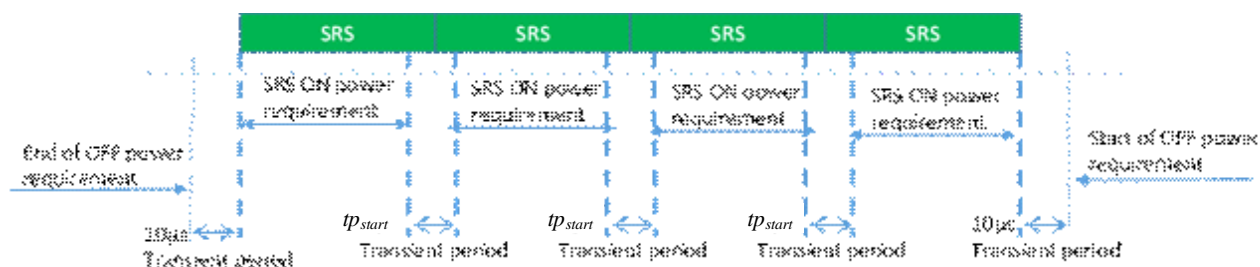 SRS SRS SRS SRS
SRS ON power
requirement
SRS ON power
requirement
SRS ON power
requirement
SRS ON power
requirement
End of OFF power
requirement
Start of OFF power
requirement
10µs
Transient period
tpstart
Transient period
tpstart
Transient period
tpstart
Transient period
10µs
Transient period